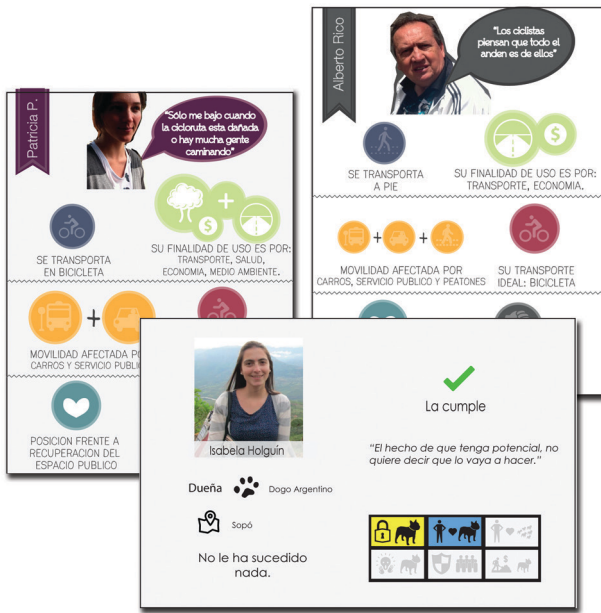 Patricia P.
“Sólo me bajo cuando
la cicloruta esta dañada
o hay mucha gente
caminando”
SE TRANSPORTA
EN BICICLETA
SU FINALIDAD DE USO ES POR:
TRANSPORTE, SALUD,
ECONOMIA, MEDIO AMBIENTE.
MOVILIDAD AFECTADA
CARROS Y SERVICIO
POSICION FRENTE A
RECUPERACION DEL
ESPACIO PUBLICO
Alberto Rico
“Los ciclistas
piensan que todo el
anden es de ellos”
SE TRANSPORTA
A PIE
SU FINALIDAD DE USO ES POR:
TRANSPORTE, ECONOMIA.
MOVILIDAD AFECTADA POR
CARROS, SERVICIO PUBLICO Y PEATONES
SU TRANSPORTE
IDEAL: BICICLETA
Isabela Holguín
Dueña
Dogo Argentino
Sopó
No le ha sucedido
nada.
La cumple
“El hecho de que tenga potencial, no
quiere decir que lo vaya a hacer.”